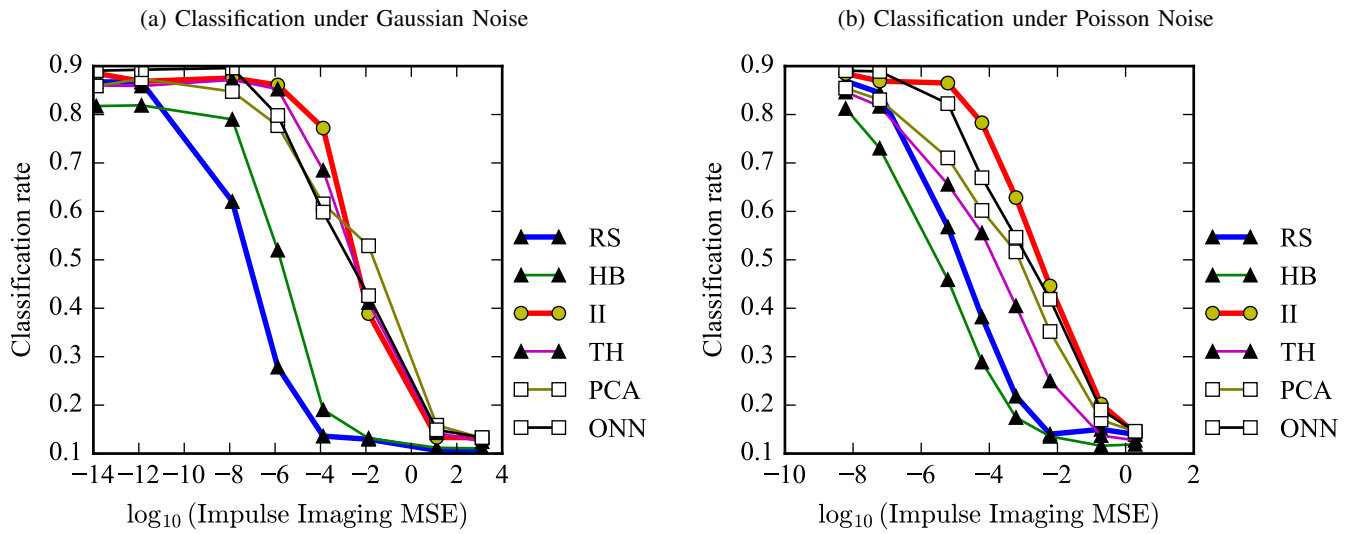 (a) Classification under Gaussian Noise
0.9
0.8
0.7
0.6
0.5
0.4
0.3
0.2
0.1
Classification rate
−14 −12 −10 −8 −6 −4 −2 0 2 4
log10 (Impulse Imaging MSE)
RS
HB
II
TH
PCA
ONN
(b) Classification under Poisson Noise
0.9
0.8
0.7
0.6
0.5
0.4
0.3
0.2
0.1
Classification rate
−10 −8 −6 −4 −2 0 2
log10 (Impulse Imaging MSE)
RS
HB
II
TH
PCA
ONN